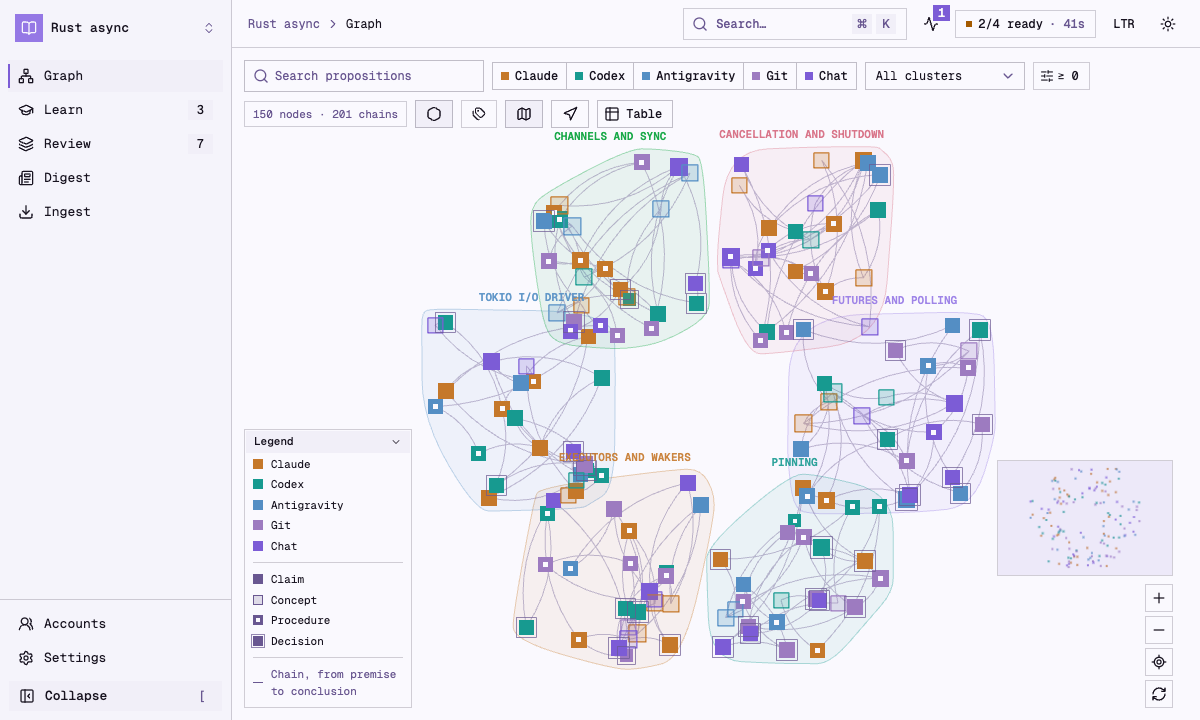 Rust async
Graph
Learn 3
Review 7
Digest
Ingest
Accounts
Settings
Collapse [
Rust async > Graph
Search… ⌘ K
1
2/4 ready · 41s
LTR
Search propositions
Claude
Codex
Antigravity
Git
Chat
All clusters
≥ 0
150 nodes · 201 chains
Table
CHANNELS AND SYNC
CANCELLATION AND SHUTDOWN
TOKIO I/O DRIVER
FUTURES AND POLLING
EXECUTORS AND WAKERS
PINNING
Legend
Claude
Codex
Antigravity
Git
Chat
Claim
Concept
Procedure
Decision
Chain, from premise
to conclusion